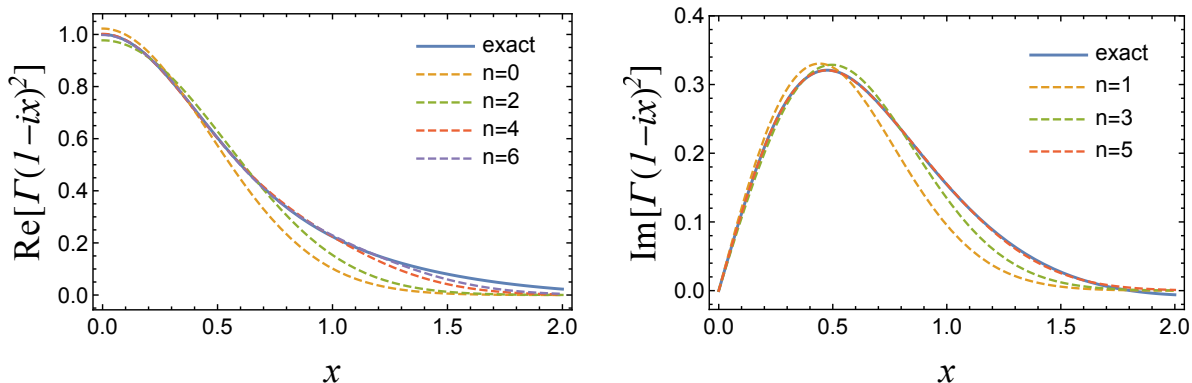 Re[Γ(1-ix)²]
1.0
0.8
0.6
0.4
0.2
0.0
exact
n=0
n=2
n=4
n=6
0.0 0.5 1.0 1.5 2.0
x
Im[Γ(1-ix)²]
0.4
0.3
0.2
0.1
0.0
exact
n=1
n=3
n=5
0.0 0.5 1.0 1.5 2.0
x